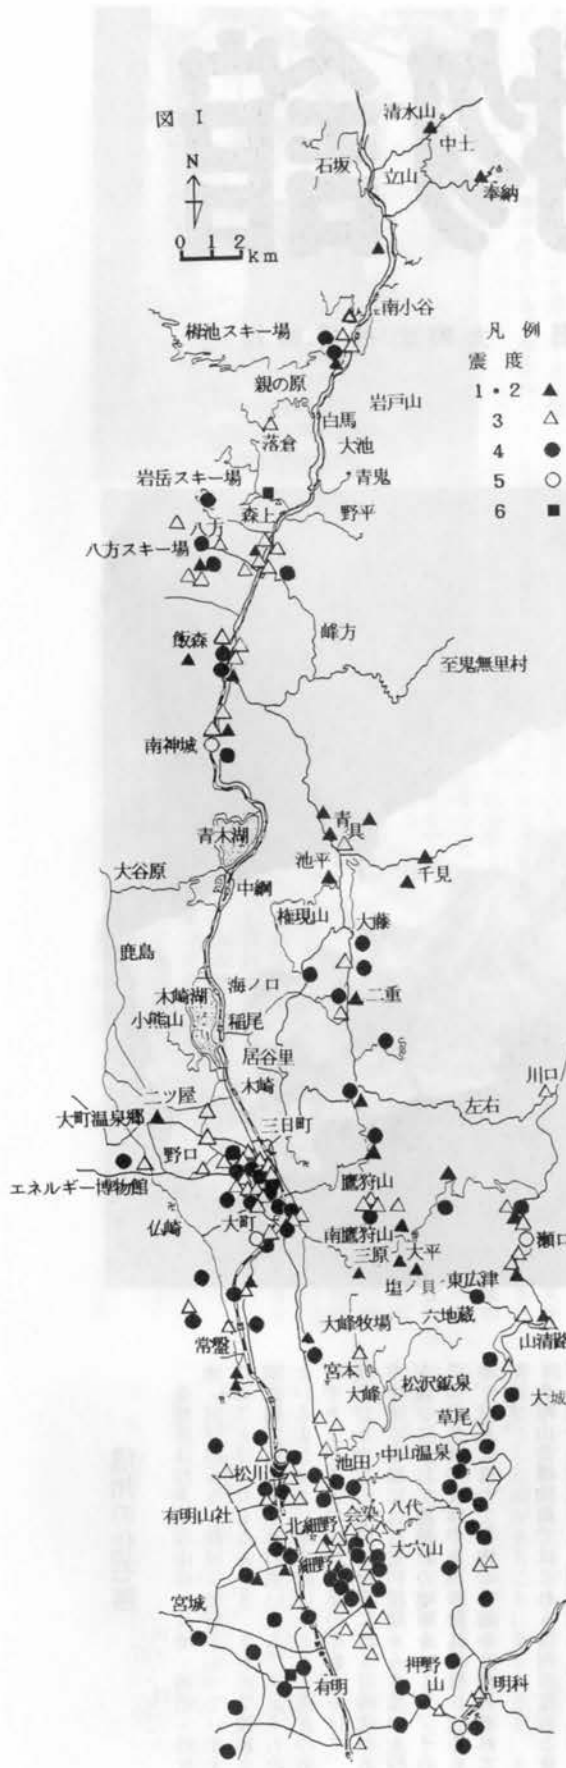 図 Ⅰ
N
0 1 2 km
清水山
中土
石坂
立山
奉納
南小谷
栂池スキー場
凡 例
震 度
1・2 ▲
3 △
4 ●
5 ○
6 ■
親の原
岩戸山
白馬
落倉
大池
岩岳スキー場
青鬼
森上
野平
八方
八方スキー場
飯森
峰方
至鬼無里村
南神城
青木湖
青具
大谷原
池平
千見
中綱
権現山
大藤
鹿島
海ノ口
木崎湖
二重
小熊山
稲尾
居谷里
木崎
川口
二ッ屋
左右
大町温泉郷
三日町
野口
エネルギー博物館
鷹狩山
仏崎
大町
南鷹狩山
瀬口
三原
大平
塩ノ貝
東広津
六地蔵
大峰牧場
山清路
常盤
宮本
松沢鉱泉
大峰
大城
草尾
池田
中山温泉
松川
会染
八代
有明山社
北細野
大穴山
細野
宮城
押野山
明科
有明